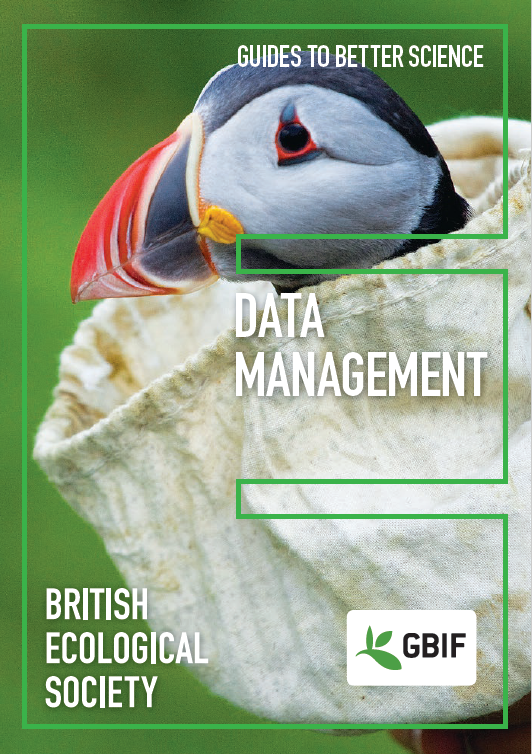 GUIDES TO BETTER SCIENCE
DATA
MANAGEMENT
BRITISH
ECOLOGICAL
SOCIETY
GBIF